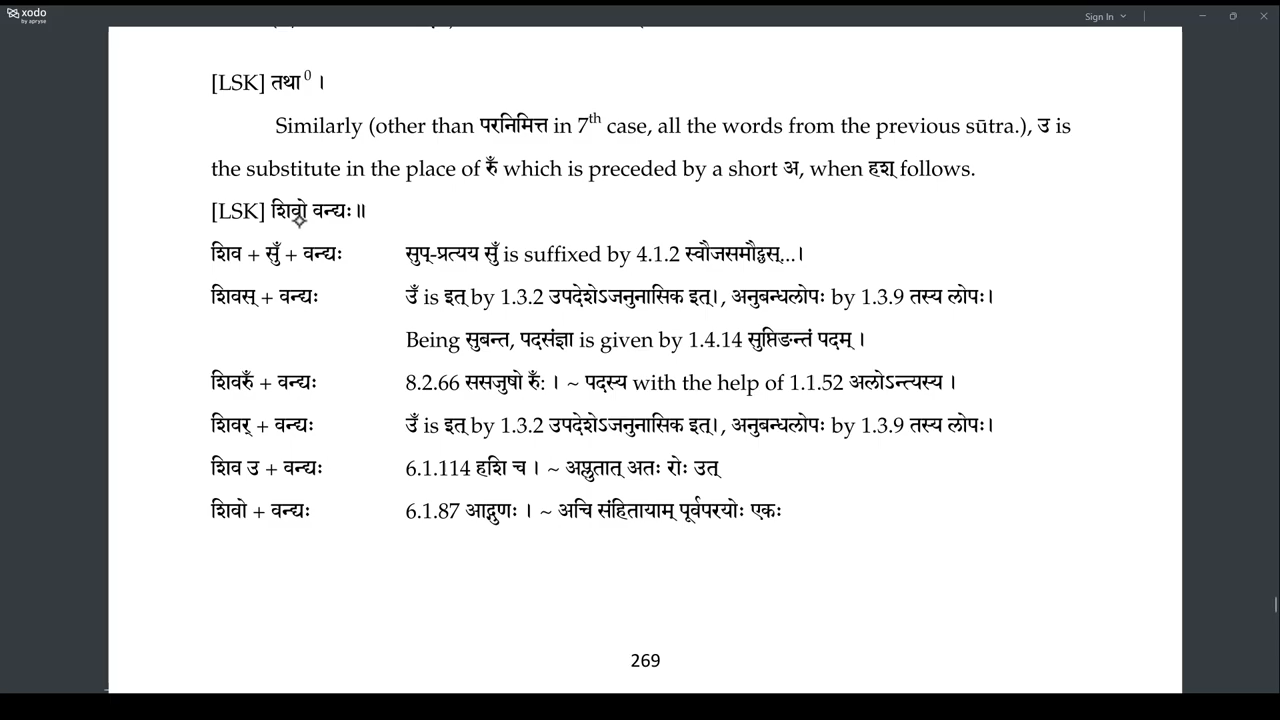 xodo
by apryse
Sign In
[LSK] तथा⁰ ।
Similarly (other than परनिमित्त in 7th case, all the words from the previous sūtra.), उ is
the substitute in the place of रुँ which is preceded by a short अ, when हश् follows.
[LSK] शिवो वन्द्यः॥
शिव + सुँ + वन्द्यः सुप्-प्रत्यय सुँ is suffixed by 4.1.2 स्वौजसमौट्छस्...।
शिवस् + वन्द्यः उँ is इत् by 1.3.2 उपदेशेऽजनुनासिक इत्।, अनुबन्धलोपः by 1.3.9 तस्य लोपः।
Being सुबन्त, पदसंज्ञा is given by 1.4.14 सुप्तिङन्तं पदम् ।
शिवरुँ + वन्द्यः 8.2.66 ससजुषो रुँ: । ~ पदस्य with the help of 1.1.52 अलोऽन्त्यस्य ।
शिवर् + वन्द्यः उँ is इत् by 1.3.2 उपदेशेऽजनुनासिक इत्।, अनुबन्धलोपः by 1.3.9 तस्य लोपः।
शिव उ + वन्द्यः 6.1.114 हशि च । ~ अप्लुतात् अतः रोः उत्
शिवो + वन्द्यः 6.1.87 आद्गुणः । ~ अचि संहितायाम् पूर्वपरयोः एकः
269